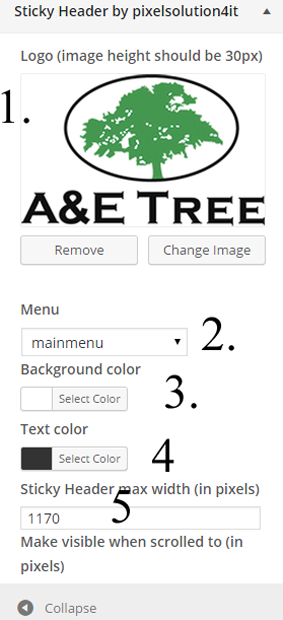 Sticky Header by pixelsolution4it
Logo (image height should be 30px)
1.
A&E TREE
Remove
Change Image
Menu
mainmenu
2.
Background color
Select Color
3.
Text color
Select Color
4
Sticky Header max width (in pixels)
5
1170
Make visible when scrolled to (in
pixels)
Collapse